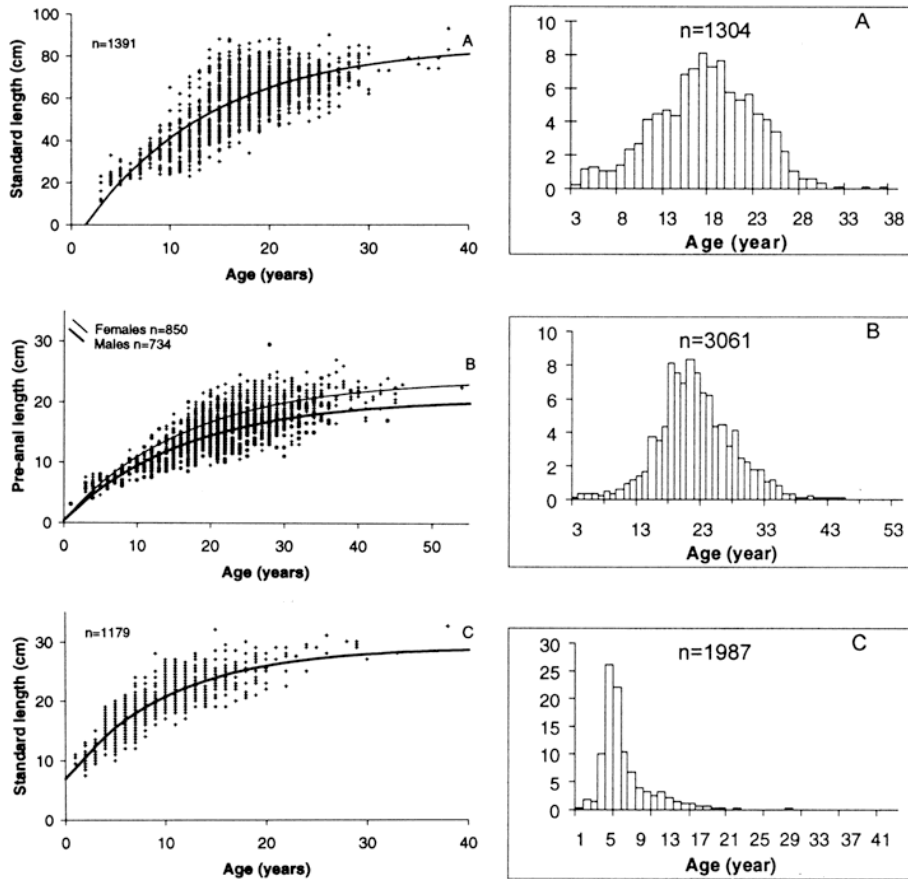 n=1391
A
Standard length (cm)
100
80
60
40
20
0
0 10 20 30 40
Age (years)
A
n=1304
10
8
6
4
2
0
3 8 13 18 23 28 33 38
Age (year)
Females n=850
Males n=734
B
Pre-anal length (cm)
30
20
10
0
0 10 20 30 40 50
Age (years)
B
n=3061
10
8
6
4
2
0
3 13 23 33 43 53
Age (year)
n=1179
C
Standard length (cm)
30
20
10
0
0 10 20 30 40
Age (years)
C
n=1987
30
25
20
15
10
5
0
1 5 9 13 17 21 25 29 33 37 41
Age (year)